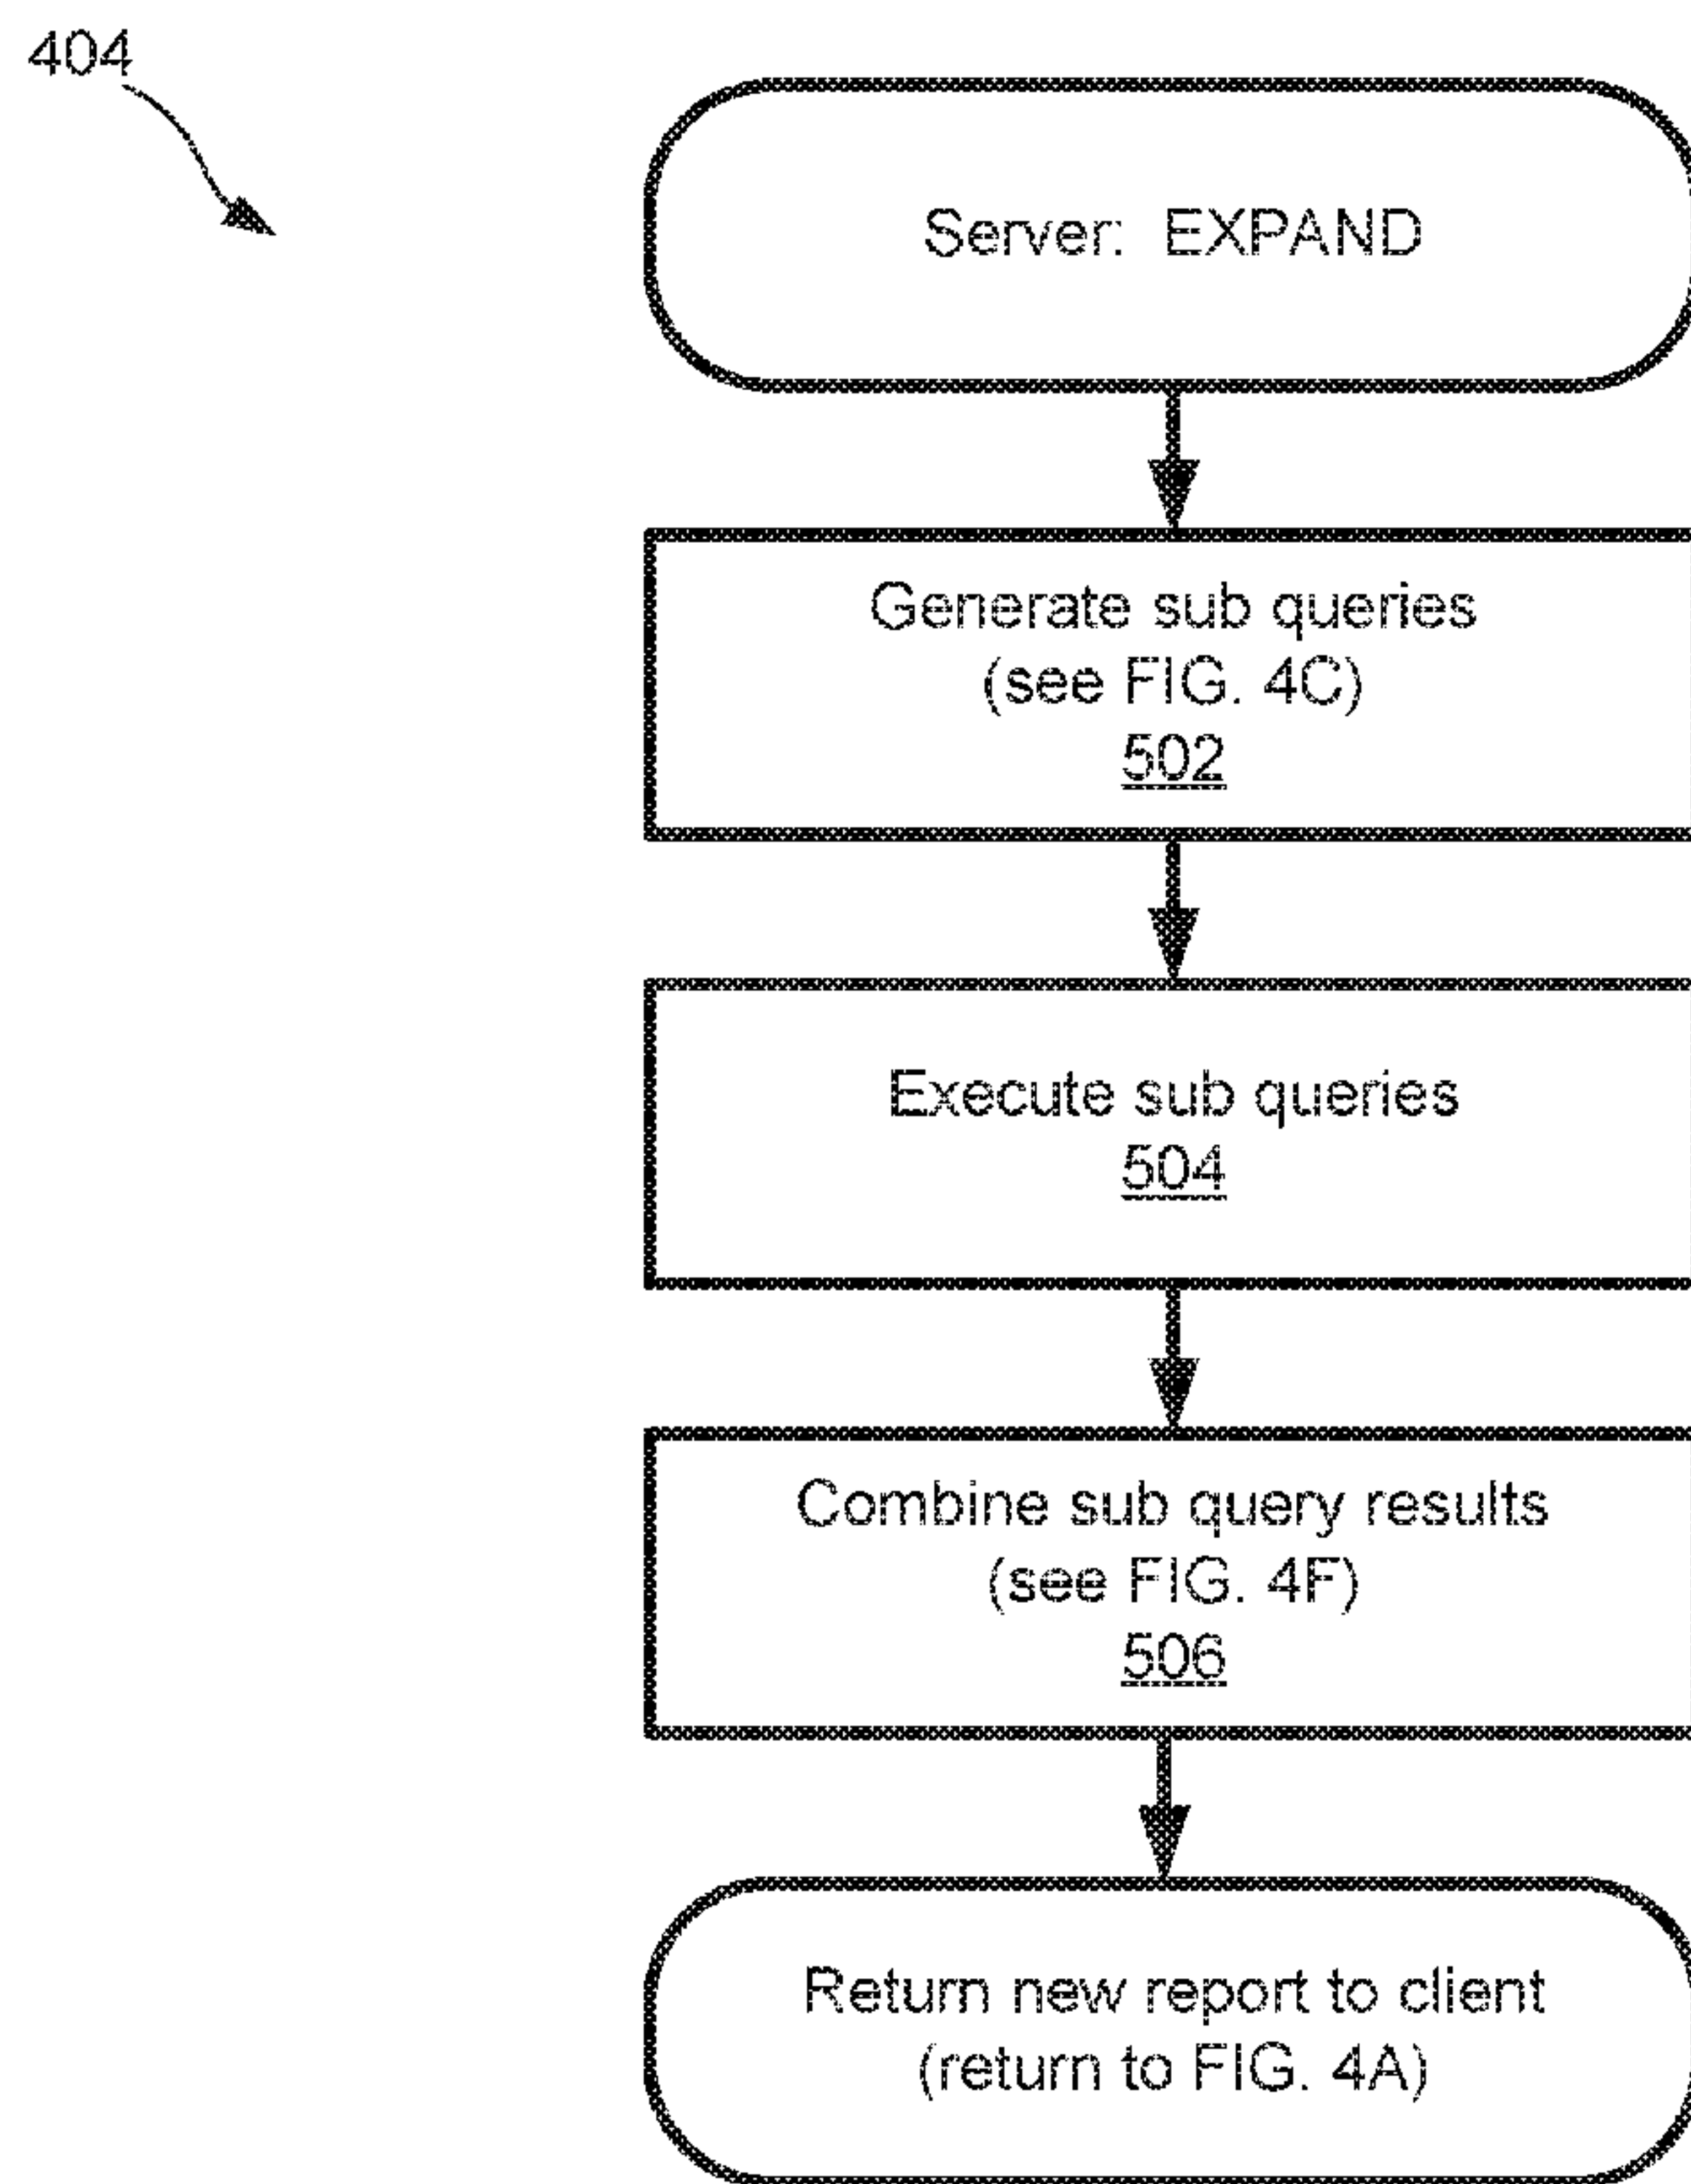 404
Server: EXPAND
Generate sub queries
(see FIG. 4C)
502
Execute sub queries
504
Combine sub query results
(see FIG. 4F)
506
Return new report to client
(return to FIG. 4A)